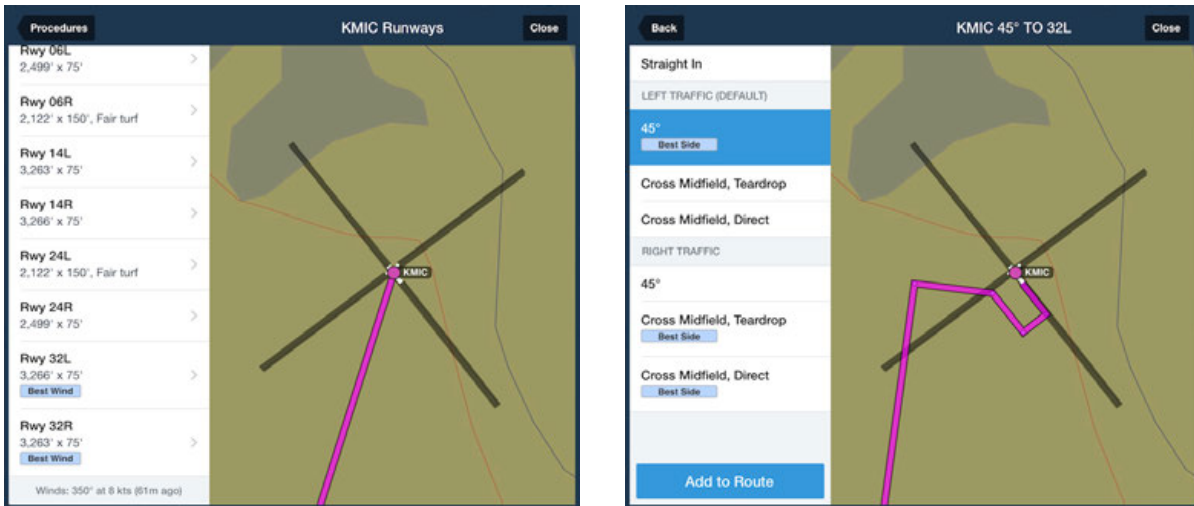 Procedures
KMIC Runways
Close
Rwy 06L
2,499' x 75'
Rwy 06R
2,122' x 150', Fair turf
Rwy 14L
3,263' x 75'
Rwy 14R
3,266' x 75'
Rwy 24L
2,122' x 150', Fair turf
Rwy 24R
2,499' x 75'
Rwy 32L
3,266' x 75'
Best Wind
Rwy 32R
3,263' x 75'
Best Wind
Winds: 350° at 8 kts (61m ago)
KMIC
Back
KMIC 45° TO 32L
Close
Straight In
LEFT TRAFFIC (DEFAULT)
45°
Best Side
Cross Midfield, Teardrop
Cross Midfield, Direct
RIGHT TRAFFIC
45°
Cross Midfield, Teardrop
Best Side
Cross Midfield, Direct
Best Side
Add to Route
KMIC